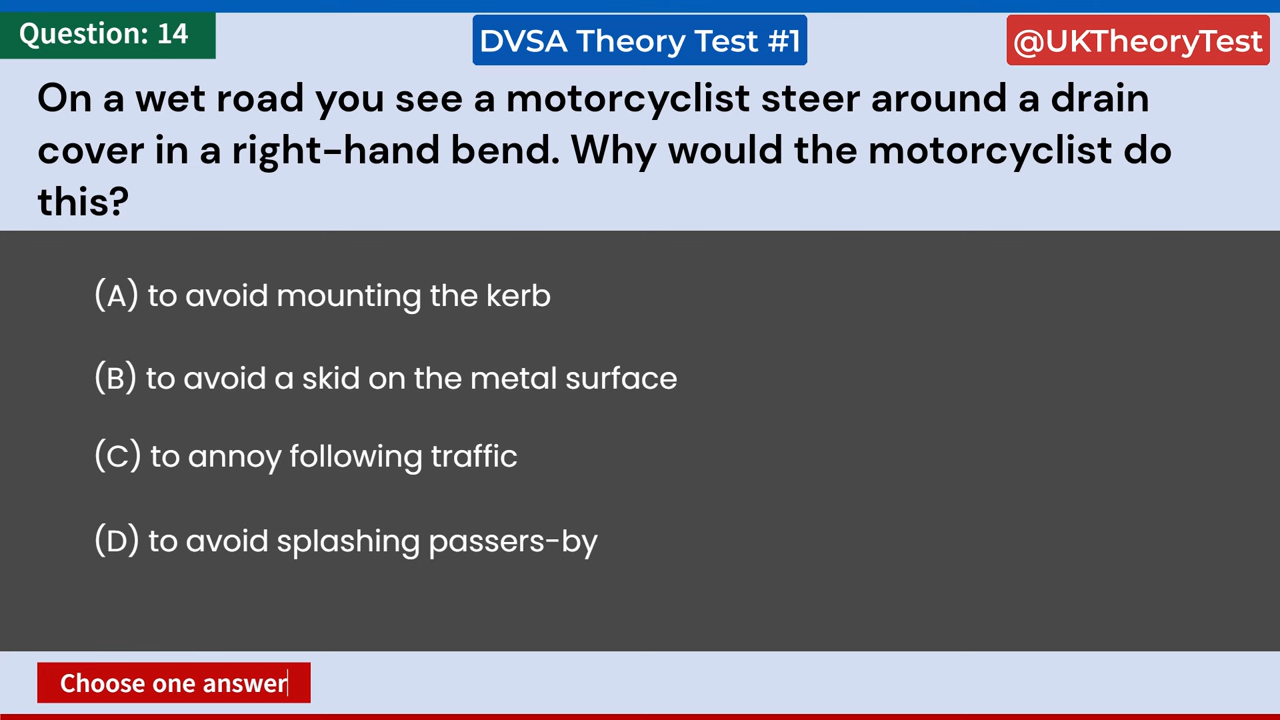 Question: 14
DVSA Theory Test #1
@UKTheoryTest
On a wet road you see a motorcyclist steer around a drain
cover in a right-hand bend. Why would the motorcyclist do
this?
(A) to avoid mounting the kerb
(B) to avoid a skid on the metal surface
(C) to annoy following traffic
(D) to avoid splashing passers-by
Choose one answer